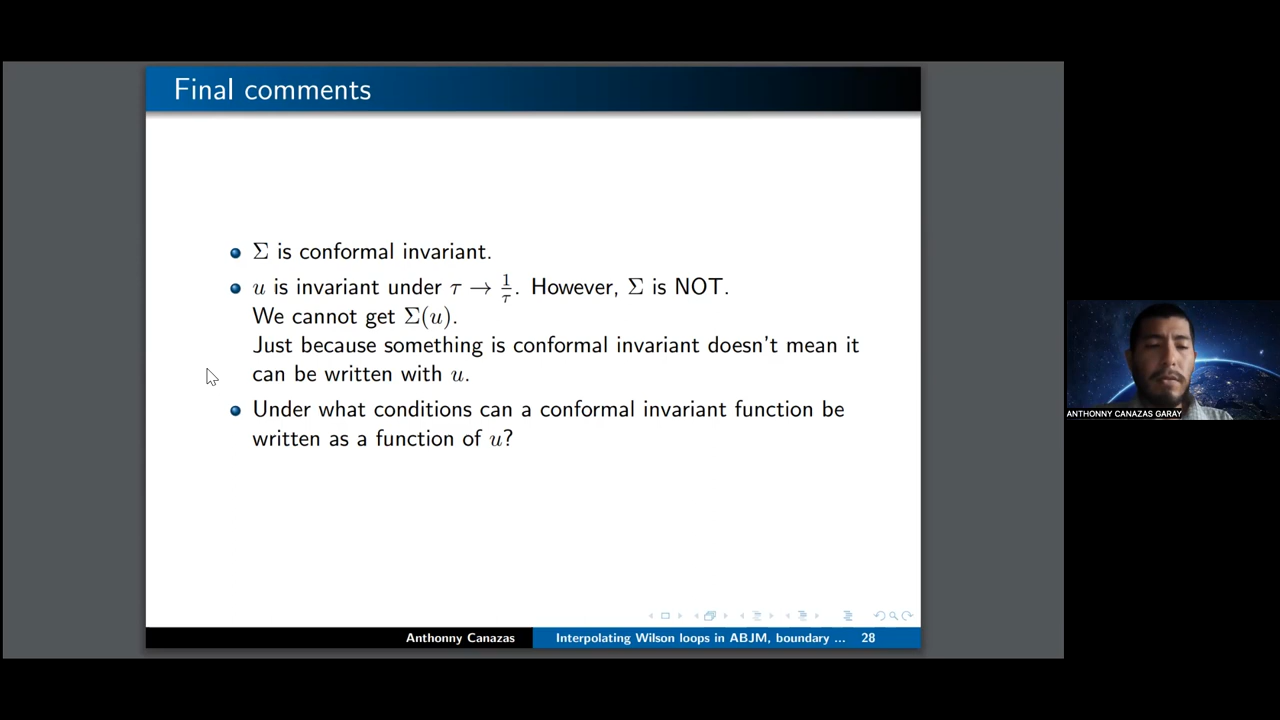 Final comments
Σ is conformal invariant.
u is invariant under τ → 1/τ. However, Σ is NOT.
We cannot get Σ(u).
Just because something is conformal invariant doesn't mean it
can be written with u.
Under what conditions can a conformal invariant function be
written as a function of u?
ANTHONNY CANAZAS GARAY
Anthonny Canazas
Interpolating Wilson loops in ABJM, boundary ...
28